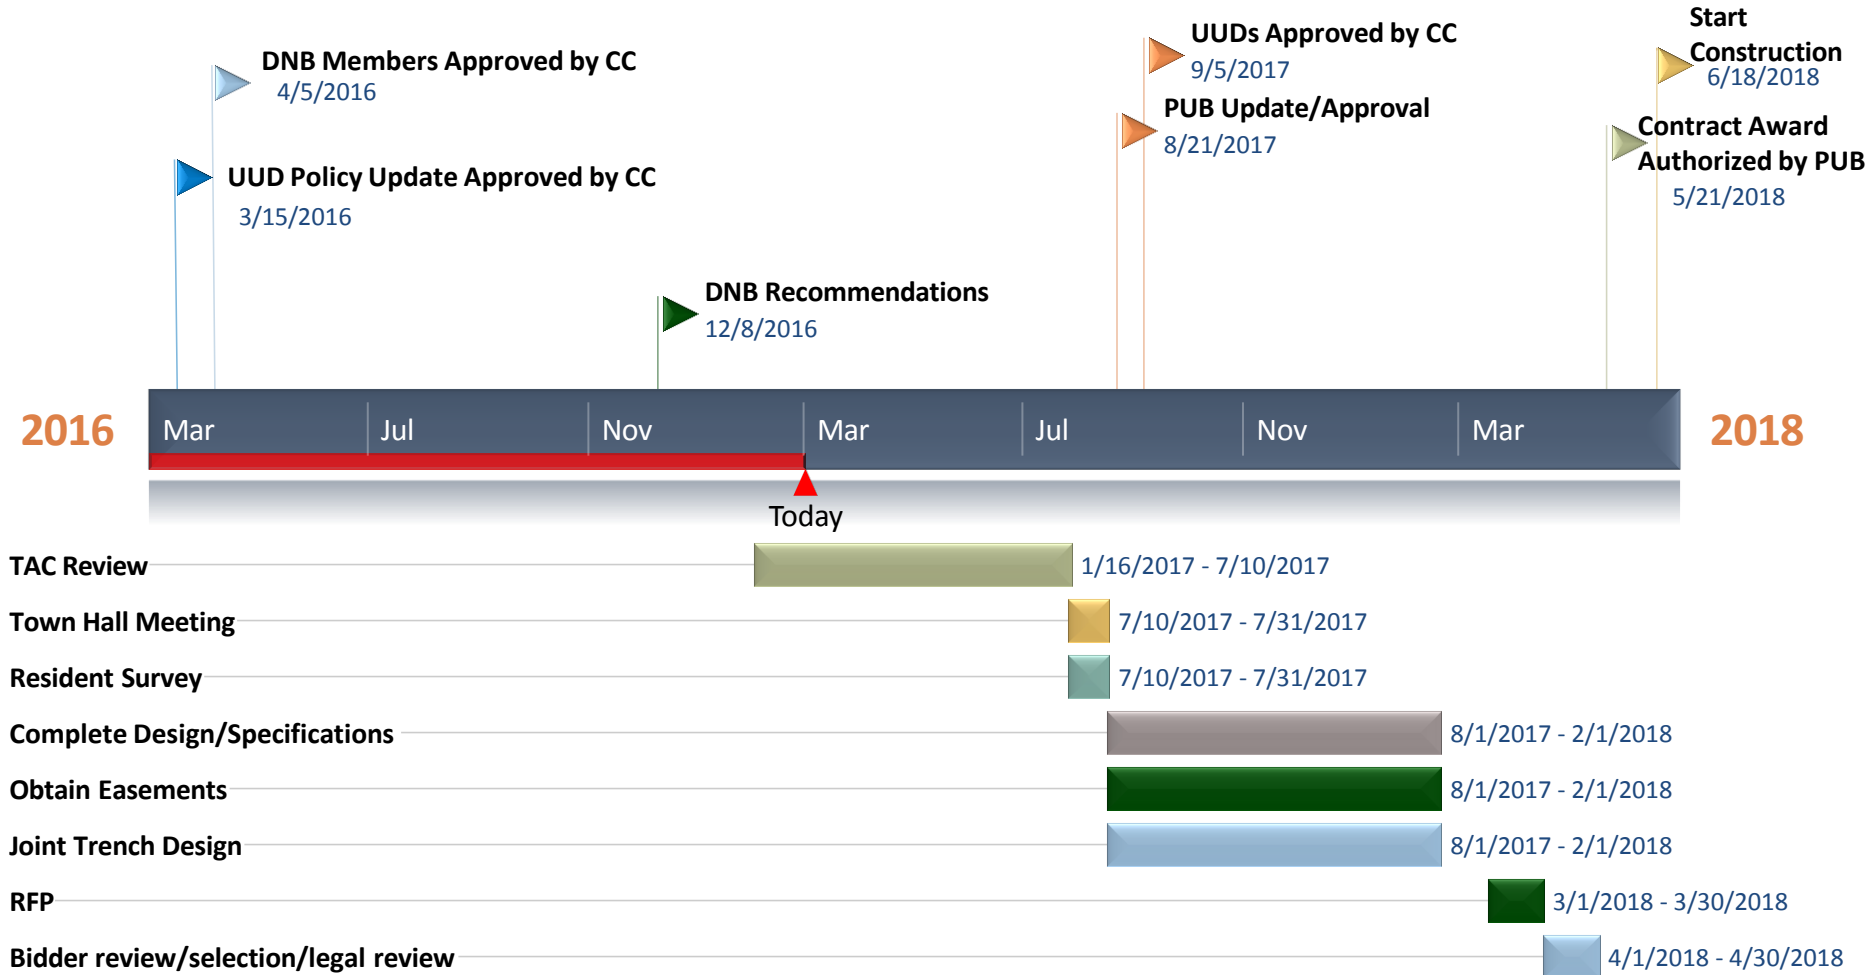 DNB Members Approved by CC
4/5/2016
UUD Policy Update Approved by CC
3/15/2016
DNB Recommendations
12/8/2016
UUDs Approved by CC
9/5/2017
PUB Update/Approval
8/21/2017
Start
Construction
6/18/2018
Contract Award
Authorized by PUB
5/21/2018
2016 Mar Jul Nov Mar Jul Nov Mar 2018
Today
TAC Review 1/16/2017 - 7/10/2017
Town Hall Meeting 7/10/2017 - 7/31/2017
Resident Survey 7/10/2017 - 7/31/2017
Complete Design/Specifications 8/1/2017 - 2/1/2018
Obtain Easements 8/1/2017 - 2/1/2018
Joint Trench Design 8/1/2017 - 2/1/2018
RFP 3/1/2018 - 3/30/2018
Bidder review/selection/legal review 4/1/2018 - 4/30/2018